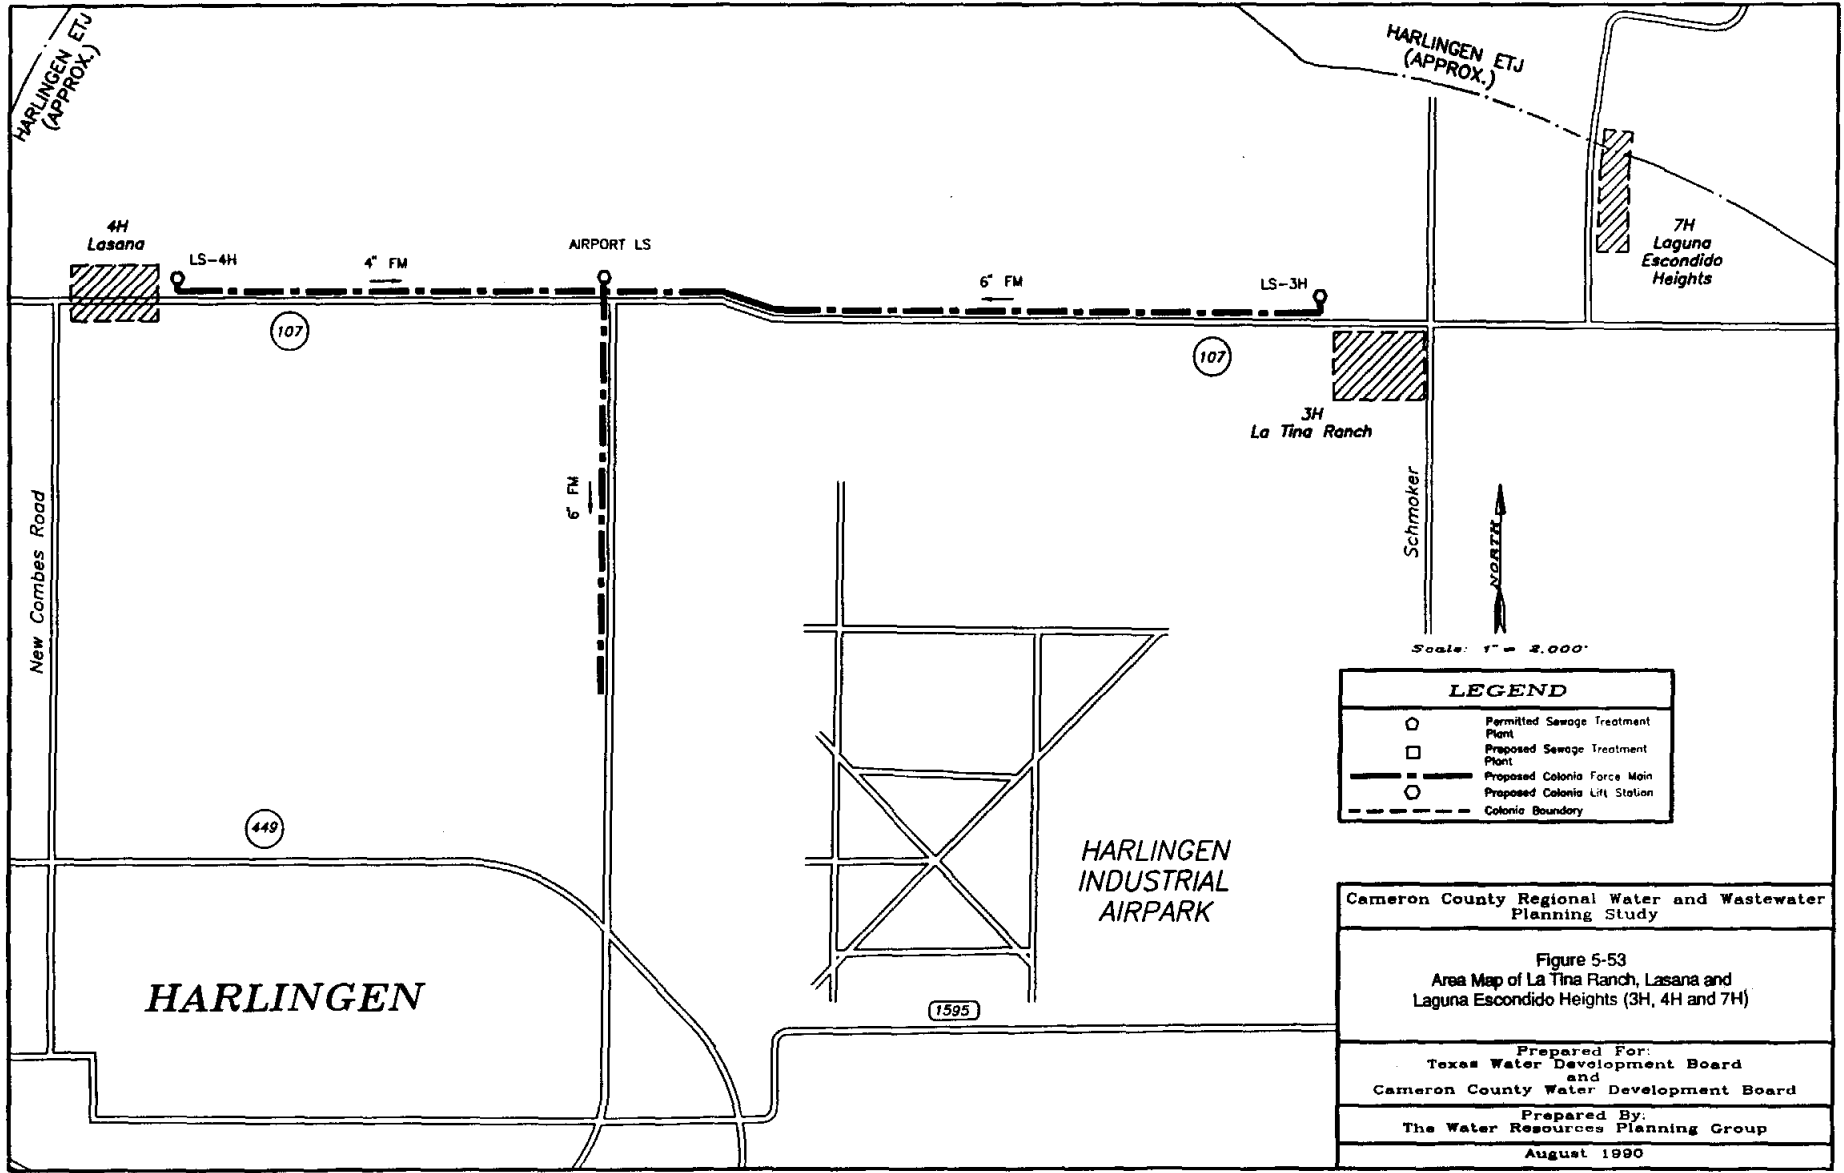 HARLINGEN ETJ
(APPROX.)
HARLINGEN ETJ
(APPROX.)
4H
Lasana
LS-4H
4" FM
AIRPORT LS
6" FM
LS-3H
7H
Laguna
Escondido
Heights
107
107
3H
La Tina Ranch
6" FM
New Combes Road
Schmoker
NORTH
Scale: 1" = 2,000'
LEGEND
Permitted Sewage Treatment
Plant
Proposed Sewage Treatment
Plant
Proposed Colonia Force Main
Proposed Colonia Lift Station
Colonia Boundary
449
HARLINGEN
INDUSTRIAL
AIRPARK
HARLINGEN
1595
Cameron County Regional Water and Wastewater
Planning Study
Figure 5-53
Area Map of La Tina Ranch, Lasana and
Laguna Escondido Heights (3H, 4H and 7H)
Prepared For:
Texas Water Development Board
and
Cameron County Water Development Board
Prepared By:
The Water Resources Planning Group
August 1990